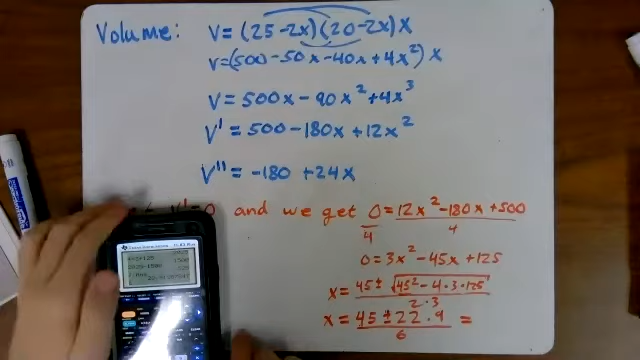 Volume: V = (25-2x)(20-2x)x
V=(500-50x-40x+4x²)x
V = 500x - 90x² + 4x³
V' = 500 - 180x + 12x²
V'' = -180 + 24x
V'=0 and we get 0 = 12x² - 180x + 500
4 4
0 = 3x² - 45x + 125
x = 45 ± √45² - 4·3·125
2·3
x = 45 ± 22.9 =
6